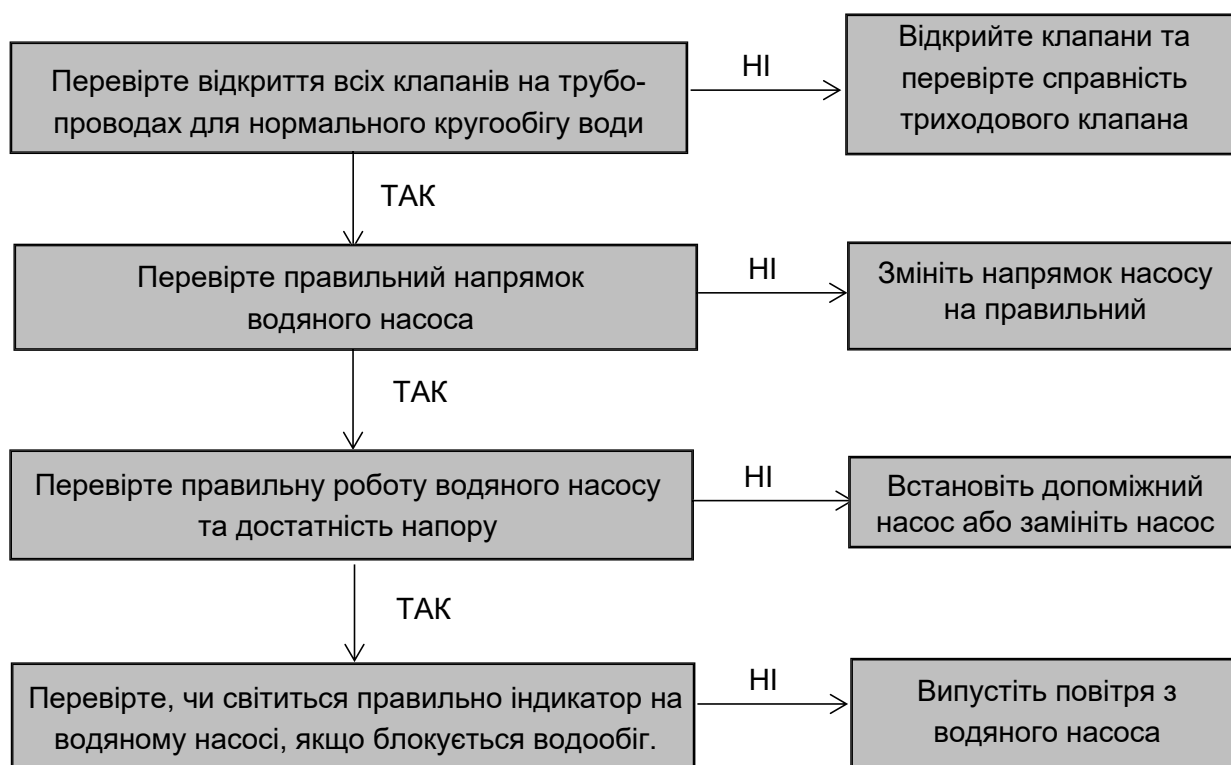 Перевірте відкриття всіх клапанів на трубо-
проводах для нормального кругообігу води
НІ
Відкрийте клапани та
перевірте справність
триходового клапана
ТАК
Перевірте правильний напрямок
водяного насоса
НІ
Змініть напрямок насосу
на правильний
ТАК
Перевірте правильну роботу водяного насосу
та достатність напору
НІ
Встановіть допоміжний
насос або замініть насос
ТАК
Перевірте, чи світиться правильно індикатор на
водяному насосі, якщо блокується водообіг.
НІ
Випустіть повітря з
водяного насоса